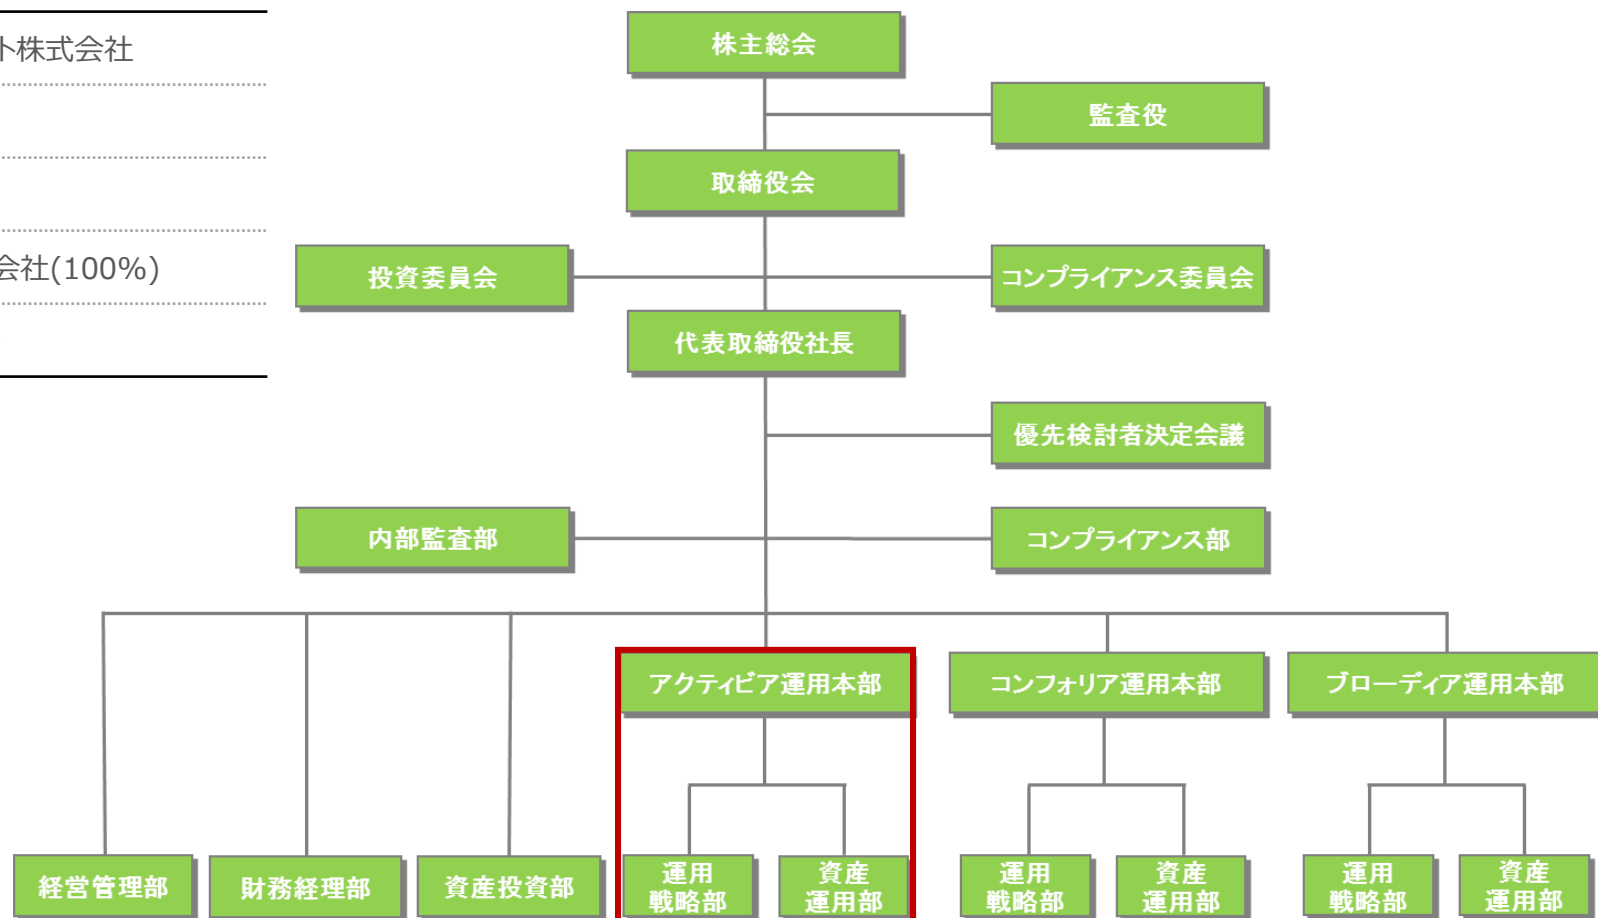 ト株式会社
会社(100%)
株主総会
監査役
取締役会
投資委員会
コンプライアンス委員会
代表取締役社長
優先検討者決定会議
内部監査部
コンプライアンス部
アクティビア運用本部
コンフォリア運用本部
ブローディア運用本部
経営管理部
財務経理部
資産投資部
運用
戦略部
資産
運用部
運用
戦略部
資産
運用部
運用
戦略部
資産
運用部